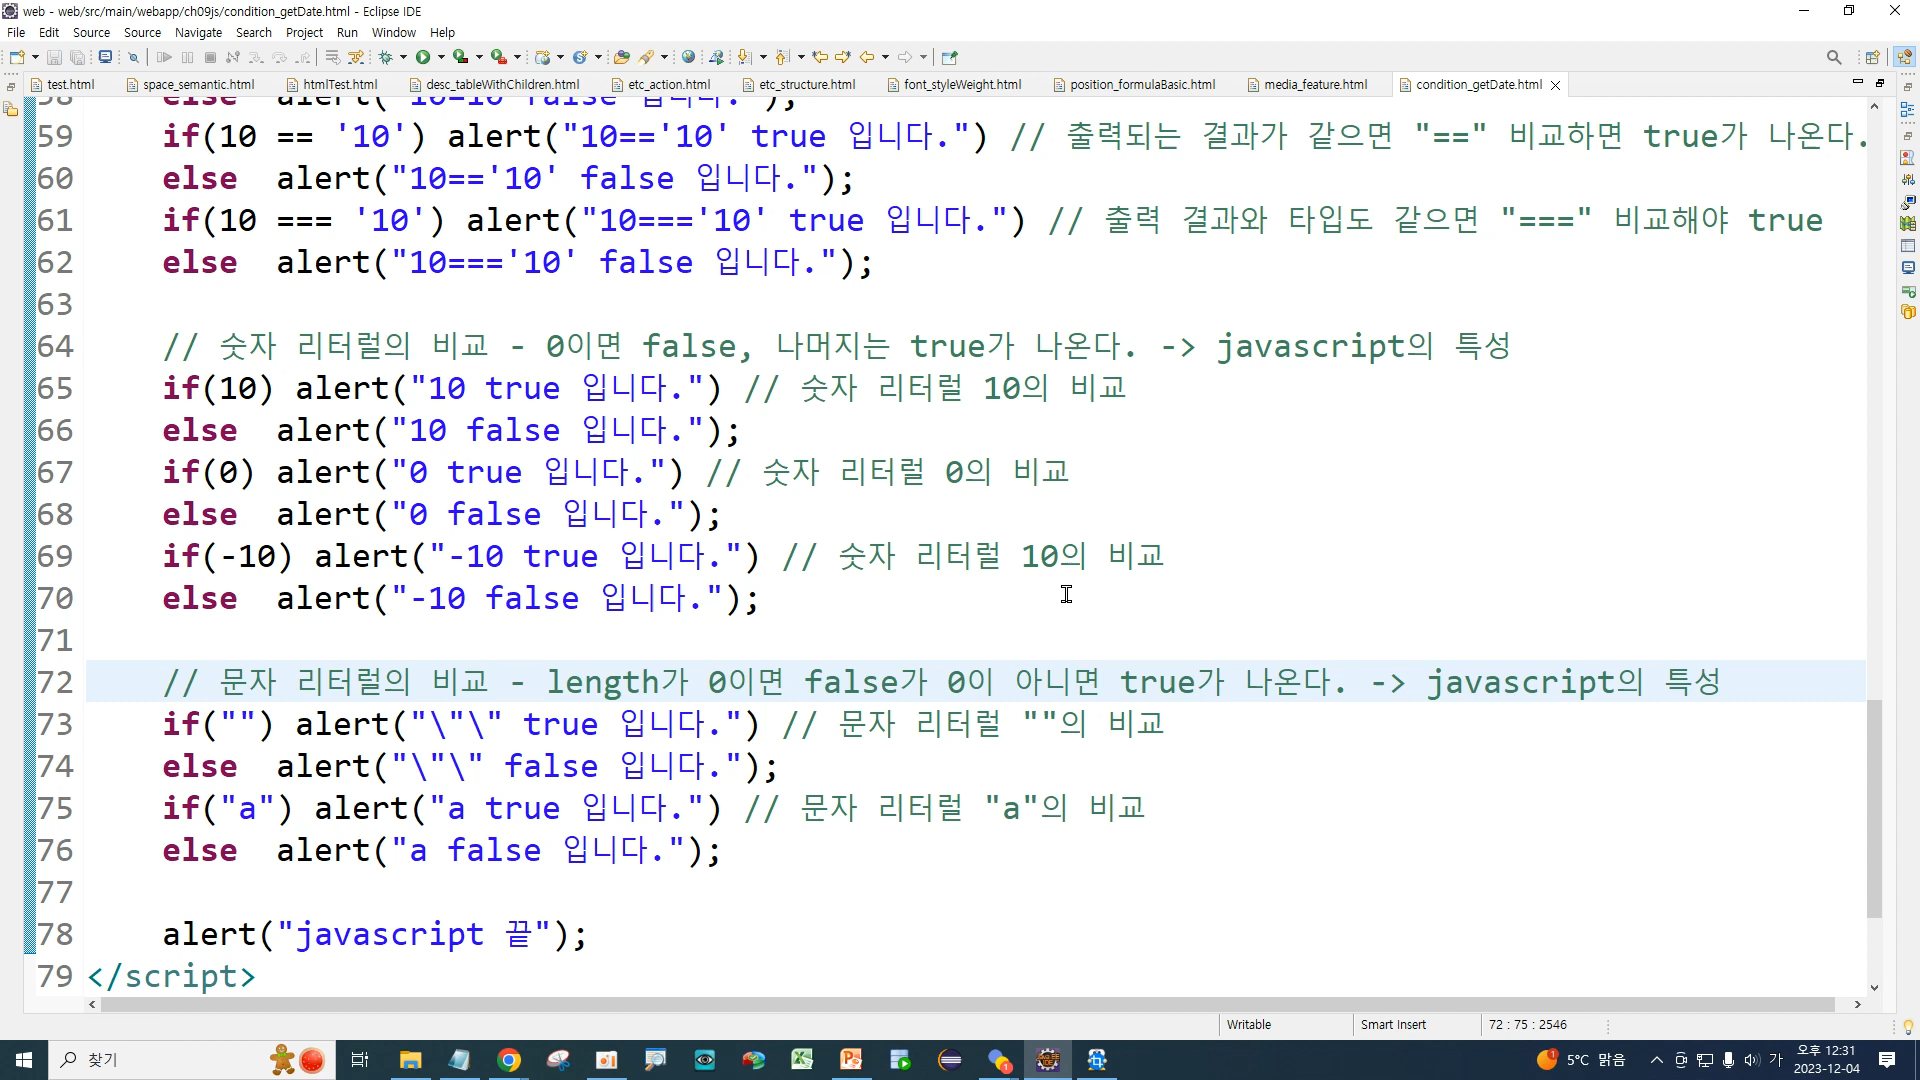 web - web/src/main/webapp/ch09js/condition_getDate.html - Eclipse IDE
File Edit Source Source Navigate Search Project Run Window Help
test.html space_semantic.html htmlTest.html desc_tableWithChildren.html etc_action.html etc_structure.html font_styleWeight.html position_formulaBasic.html media_feature.html condition_getDate.html
58 else alert("10=10 false 입니다.");
59 if(10 == '10') alert("10=='10' true 입니다.") // 출력되는 결과가 같으면 "==" 비교하면 true가 나온다.
60 else alert("10=='10' false 입니다.");
61 if(10 === '10') alert("10==='10' true 입니다.") // 출력 결과와 타입도 같으면 "===" 비교해야 true
62 else alert("10==='10' false 입니다.");
63
64 // 숫자 리터럴의 비교 - 0이면 false, 나머지는 true가 나온다. -> javascript의 특성
65 if(10) alert("10 true 입니다.") // 숫자 리터럴 10의 비교
66 else alert("10 false 입니다.");
67 if(0) alert("0 true 입니다.") // 숫자 리터럴 0의 비교
68 else alert("0 false 입니다.");
69 if(-10) alert("-10 true 입니다.") // 숫자 리터럴 10의 비교
70 else alert("-10 false 입니다.");
71
72 // 문자 리터럴의 비교 - length가 0이면 false가 0이 아니면 true가 나온다. -> javascript의 특성
73 if("") alert("\"\" true 입니다.") // 문자 리터럴 ""의 비교
74 else alert("\"\" false 입니다.");
75 if("a") alert("a true 입니다.") // 문자 리터럴 "a"의 비교
76 else alert("a false 입니다.");
77
78 alert("javascript 끝");
79 </script>
Writable Smart Insert 72 : 75 : 2546
찾기 5°C 맑음 가 오후 12:31
2023-12-04